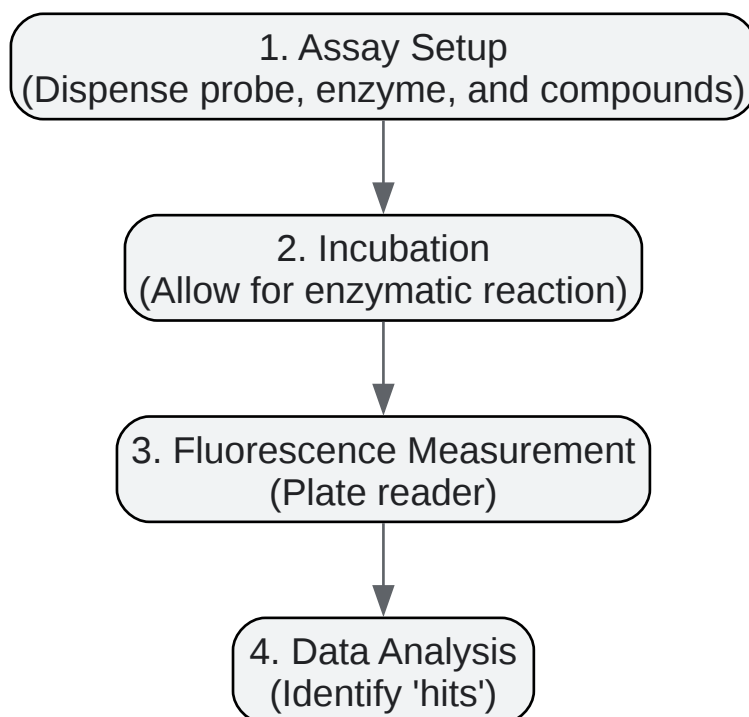 1. Assay Setup
(Dispense probe, enzyme, and compounds)
2. Incubation
(Allow for enzymatic reaction)
3. Fluorescence Measurement
(Plate reader)
4. Data Analysis
(Identify 'hits')